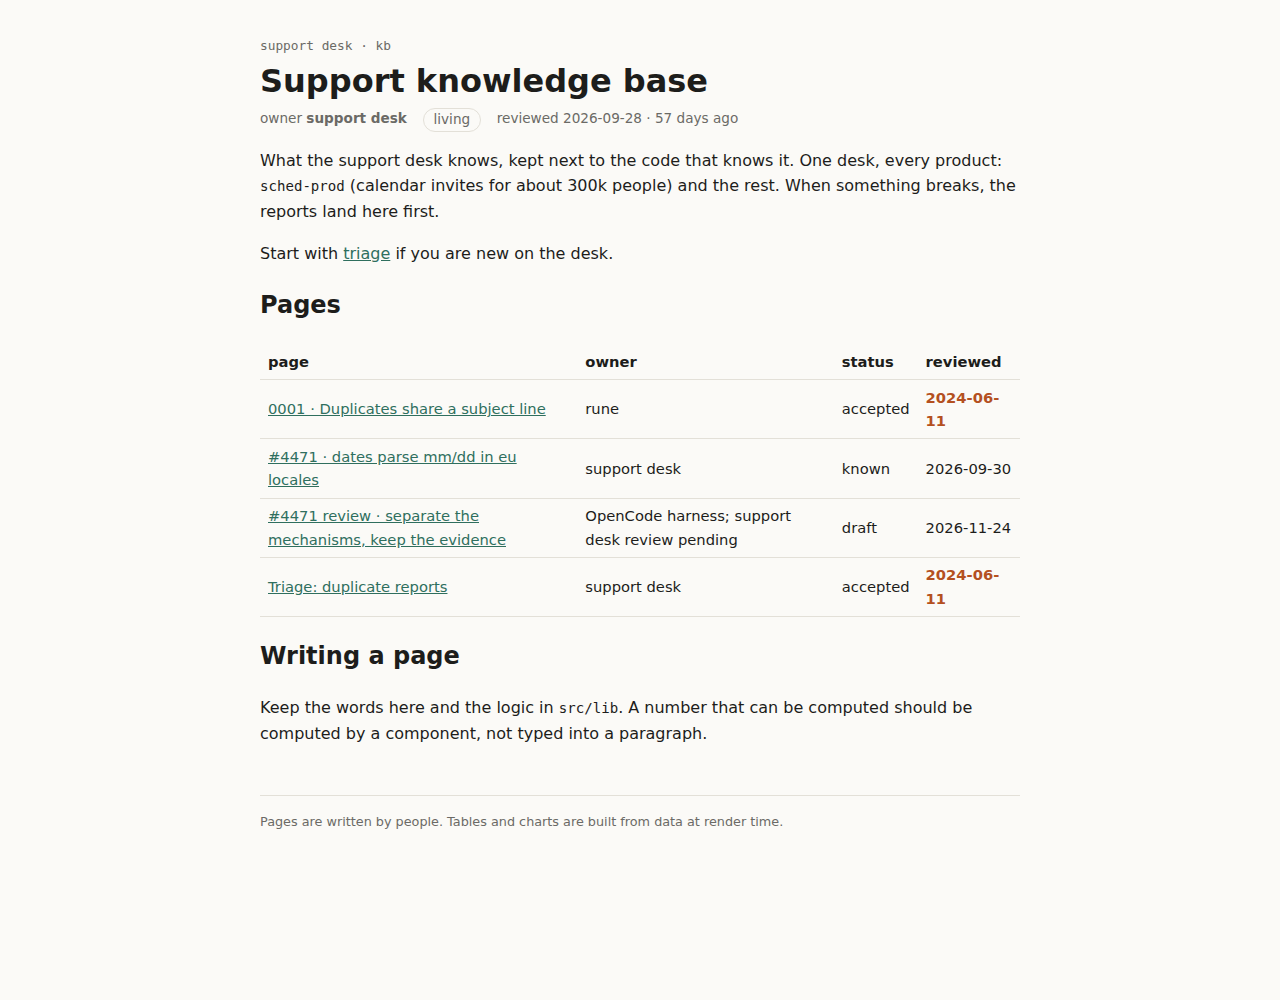 support desk · kb
Support knowledge base
owner support desk living reviewed 2026-09-28 · 57 days ago
What the support desk knows, kept next to the code that knows it. One desk, every product:
sched-prod (calendar invites for about 300k people) and the rest. When something breaks, the
reports land here first.
Start with triage if you are new on the desk.
Pages
page owner status reviewed
0001 · Duplicates share a subject line rune accepted 2024-06-
11
#4471 · dates parse mm/dd in eu
locales support desk known 2026-09-30
#4471 review · separate the
mechanisms, keep the evidence OpenCode harness; support
desk review pending draft 2026-11-24
Triage: duplicate reports support desk accepted 2024-06-
11
Writing a page
Keep the words here and the logic in src/lib. A number that can be computed should be
computed by a component, not typed into a paragraph.
Pages are written by people. Tables and charts are built from data at render time.